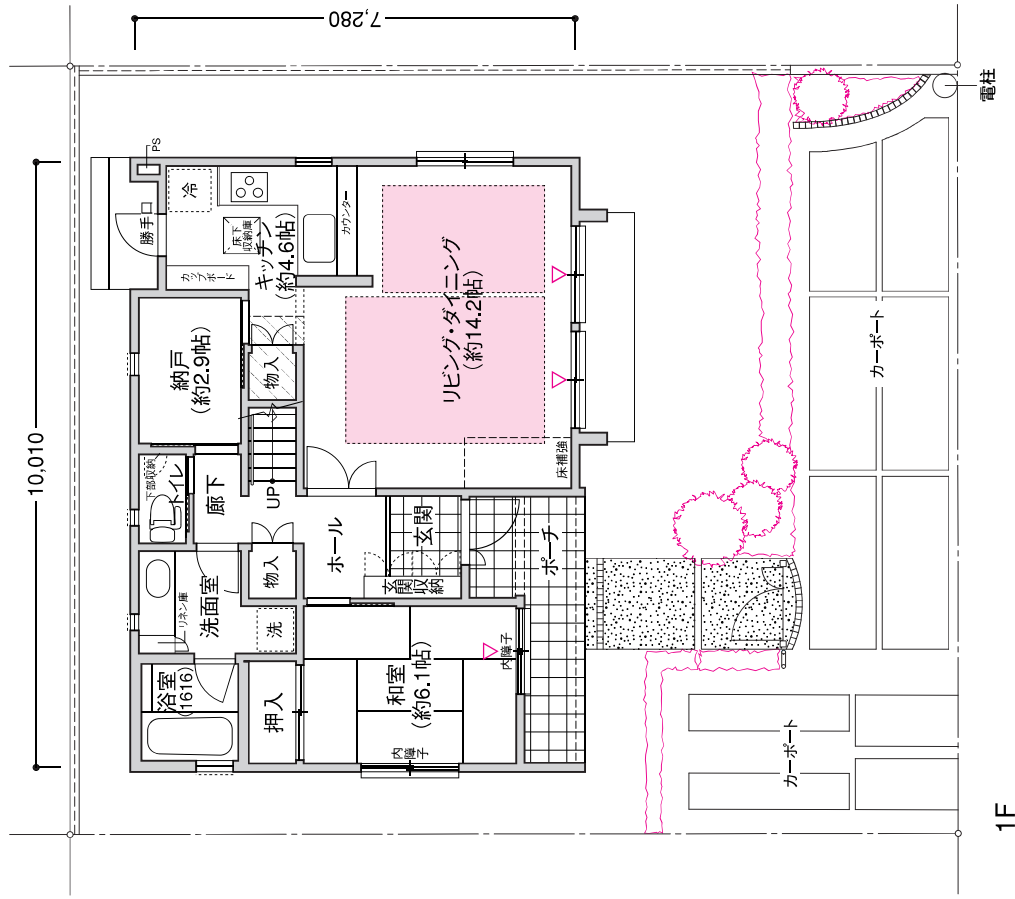 7,280
10,010
PS
勝手口
冷
床下
収納庫
カップ
ボード
キッチン
(約4.6帖)
カウンター
リビング・ダイニング
(約14.2帖)
納戸
(約2.9帖)
物入
下部収納
トイレ
廊下
UP
床補強
ホール
玄関
玄関
収納
ポーチ
物入
洗面室
リネン庫
洗
浴室
(1616)
押入
和室
(約6.1帖)
内障子
内障子
カーポート
カーポート
電柱
1F